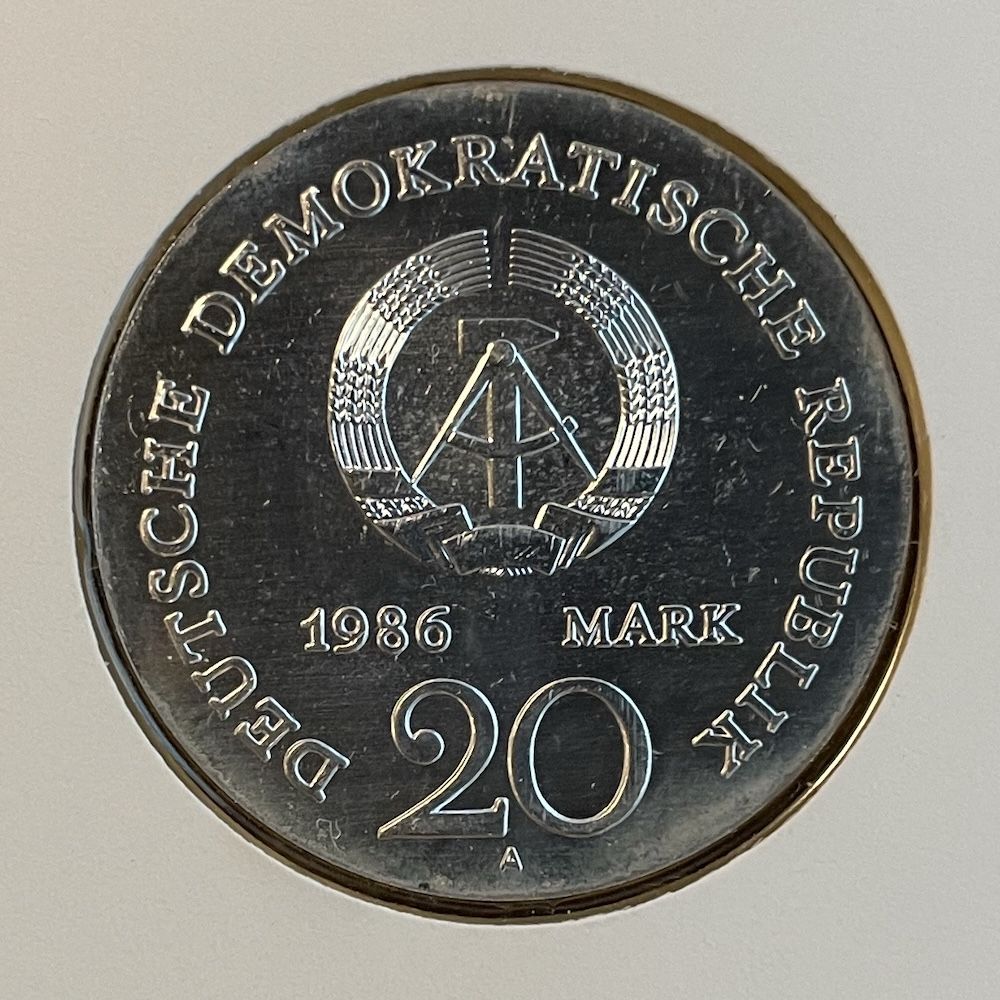 DEUTSCHE DEMOKRATISCHE REPUBLIK
1986 MARK
20
A